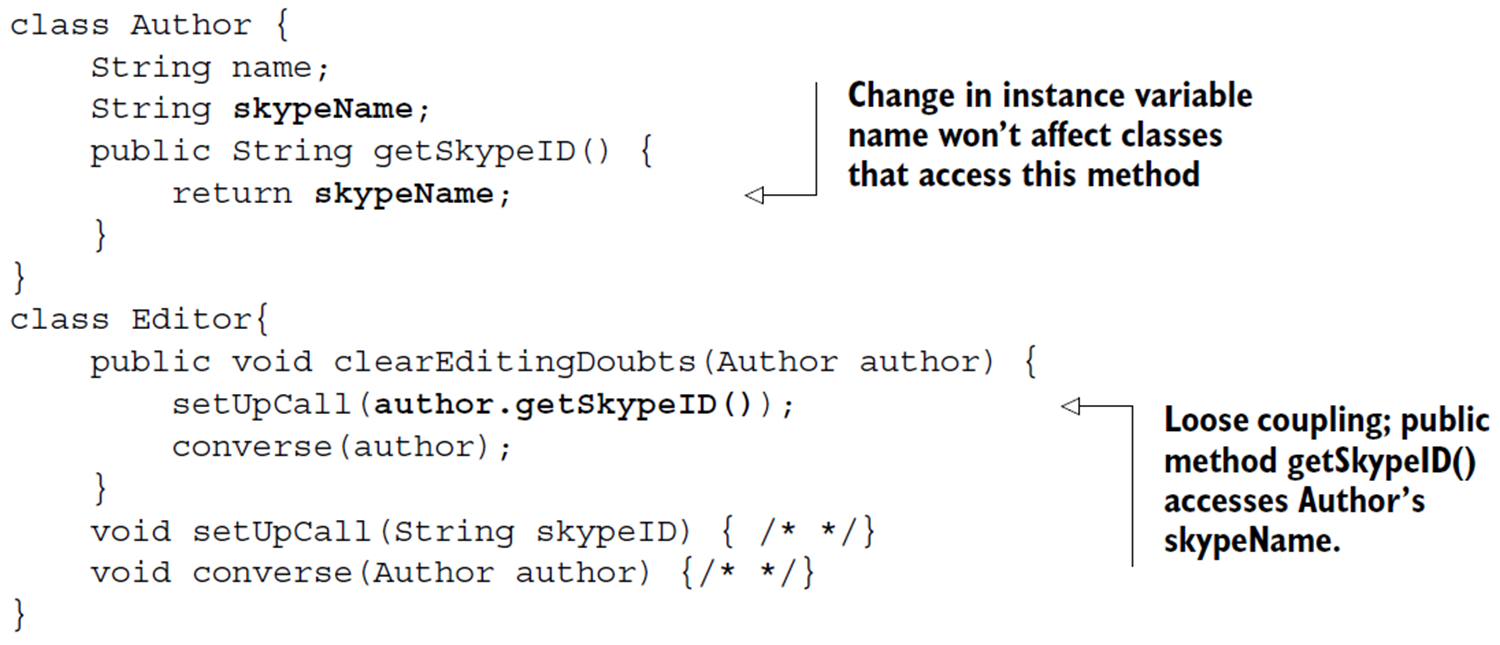 class Author {
    String name;
    String skypeName;
    public String getSkypeID() {
        return skypeName;
    }
}
Change in instance variable
name won’t affect classes
that access this method
class Editor{
    public void clearEditingDoubts(Author author) {
        setUpCall(author.getSkypeID());
        converse(author);
    }
    void setUpCall(String skypeID) { /* */}
    void converse(Author author) {/* */}
}
Loose coupling; public
method getSkypeID()
accesses Author’s
skypeName.